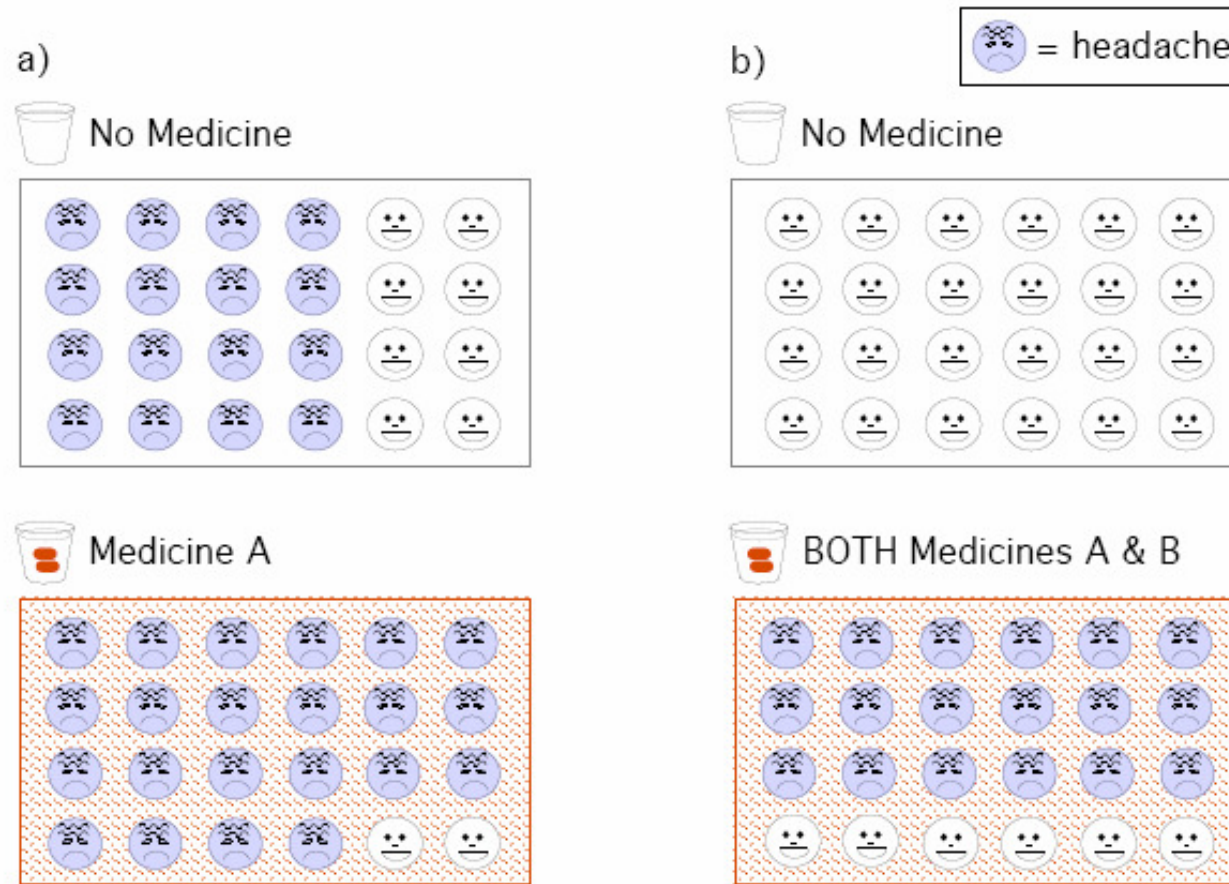 a)
No Medicine
b)
= headache
No Medicine
Medicine A
BOTH Medicines A & B